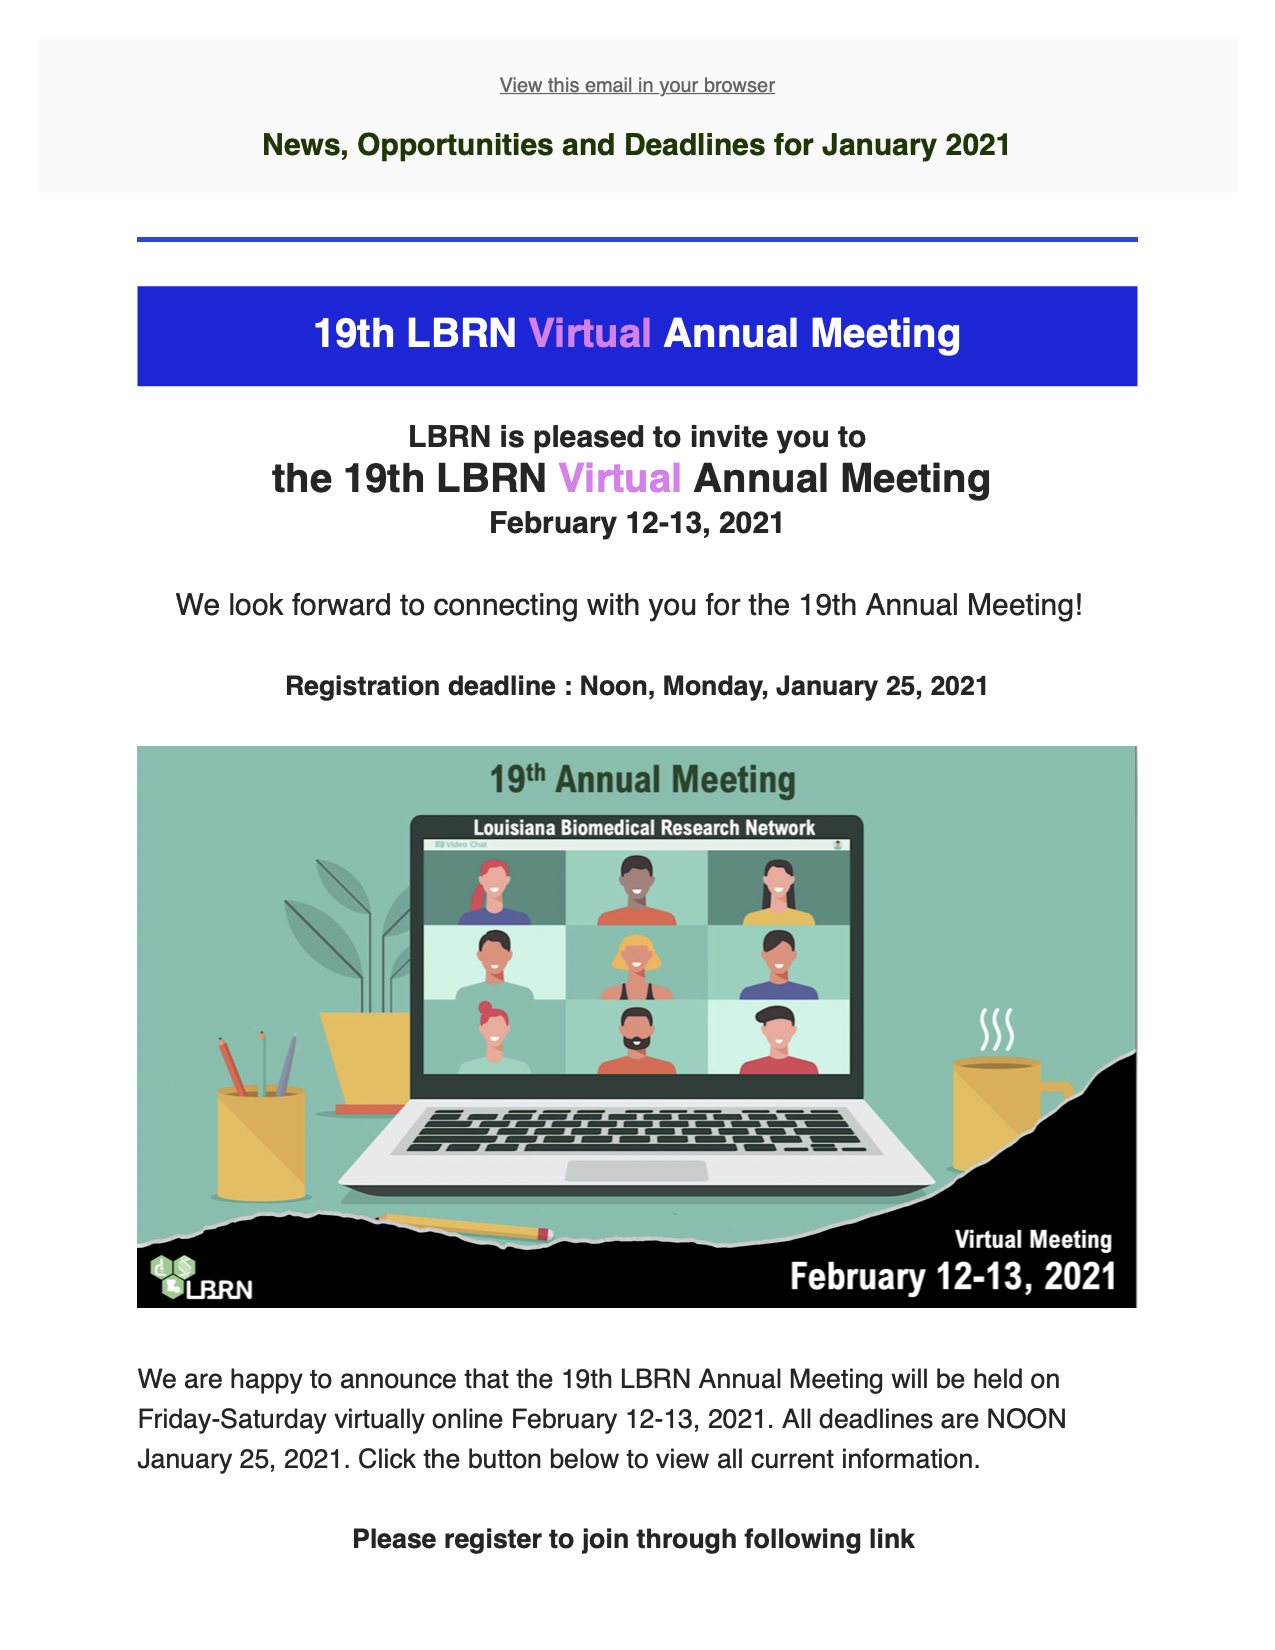 View this email in your browser
News, Opportunities and Deadlines for January 2021
19th LBRN Virtual Annual Meeting
LBRN is pleased to invite you to
the 19th LBRN Virtual Annual Meeting
February 12-13, 2021
We look forward to connecting with you for the 19th Annual Meeting!
Registration deadline : Noon, Monday, January 25, 2021
19th Annual Meeting
Louisiana Biomedical Research Network
Video Chat
Virtual Meeting
February 12-13, 2021
LBRN
We are happy to announce that the 19th LBRN Annual Meeting will be held on
Friday-Saturday virtually online February 12-13, 2021. All deadlines are NOON
January 25, 2021. Click the button below to view all current information.
Please register to join through following link